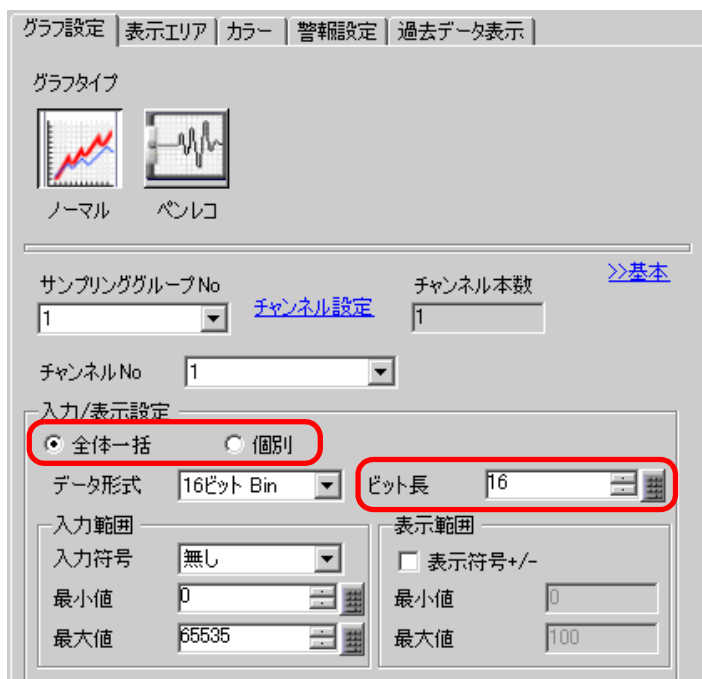 グラフ設定 表示エリア カラー 警報設定 過去データ表示
グラフタイプ
ノーマル ペンレコ
>>基本
サンプリンググループNo チャンネル設定 チャンネル本数
1 1
チャンネルNo 1
入力/表示設定
全体一括 個別
データ形式 16ビット Bin ビット長 16
入力範囲 表示範囲
入力符号 無し 表示符号+/-
最小値 0 最小値 0
最大値 65535 最大値 100